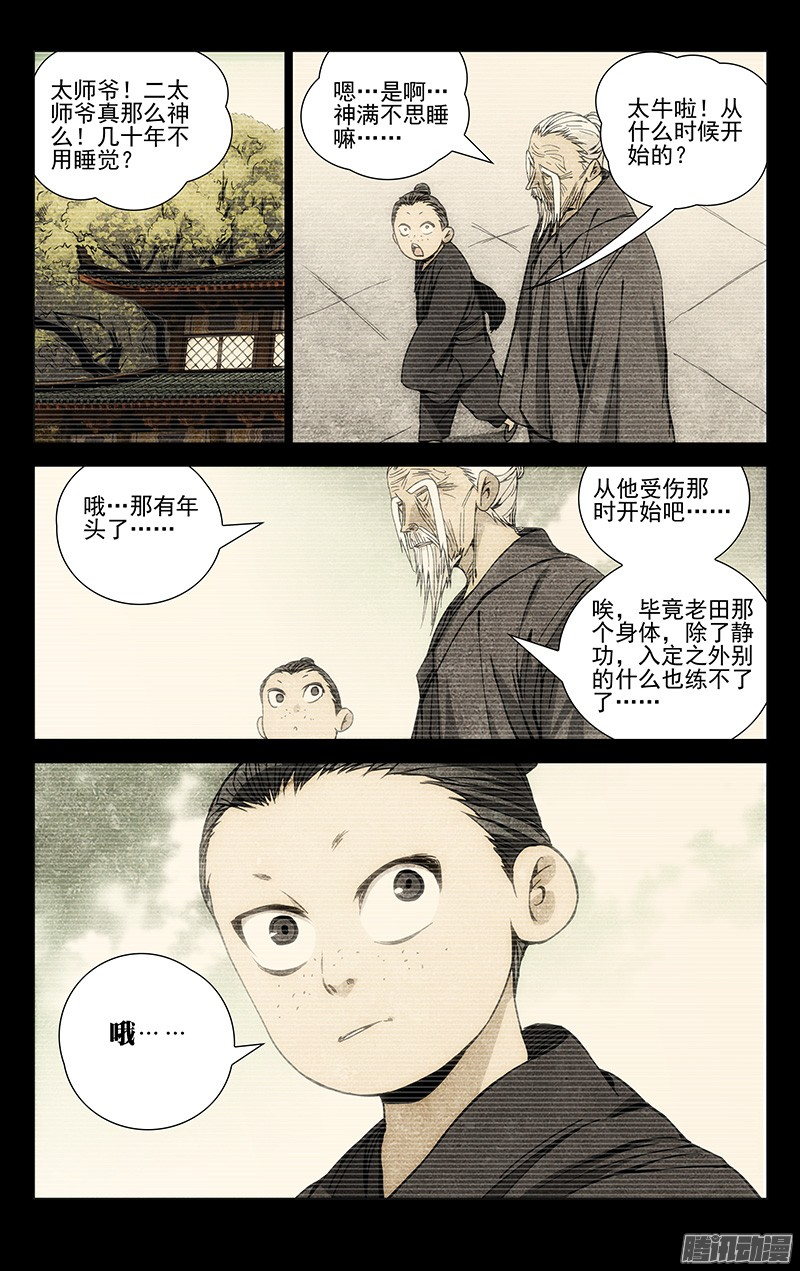 太师爷！二太
师爷真那么神
么！几十年不
用睡觉？
嗯…是啊…
神满不思睡
嘛……
太牛啦！从
什么时候开
始的？
哦…那有年
头了……
从他受伤那
时开始吧……
唉，毕竟老田那
个身体，除了静
功，入定之外别
的什么也练不了
了……
哦……
腾讯动漫